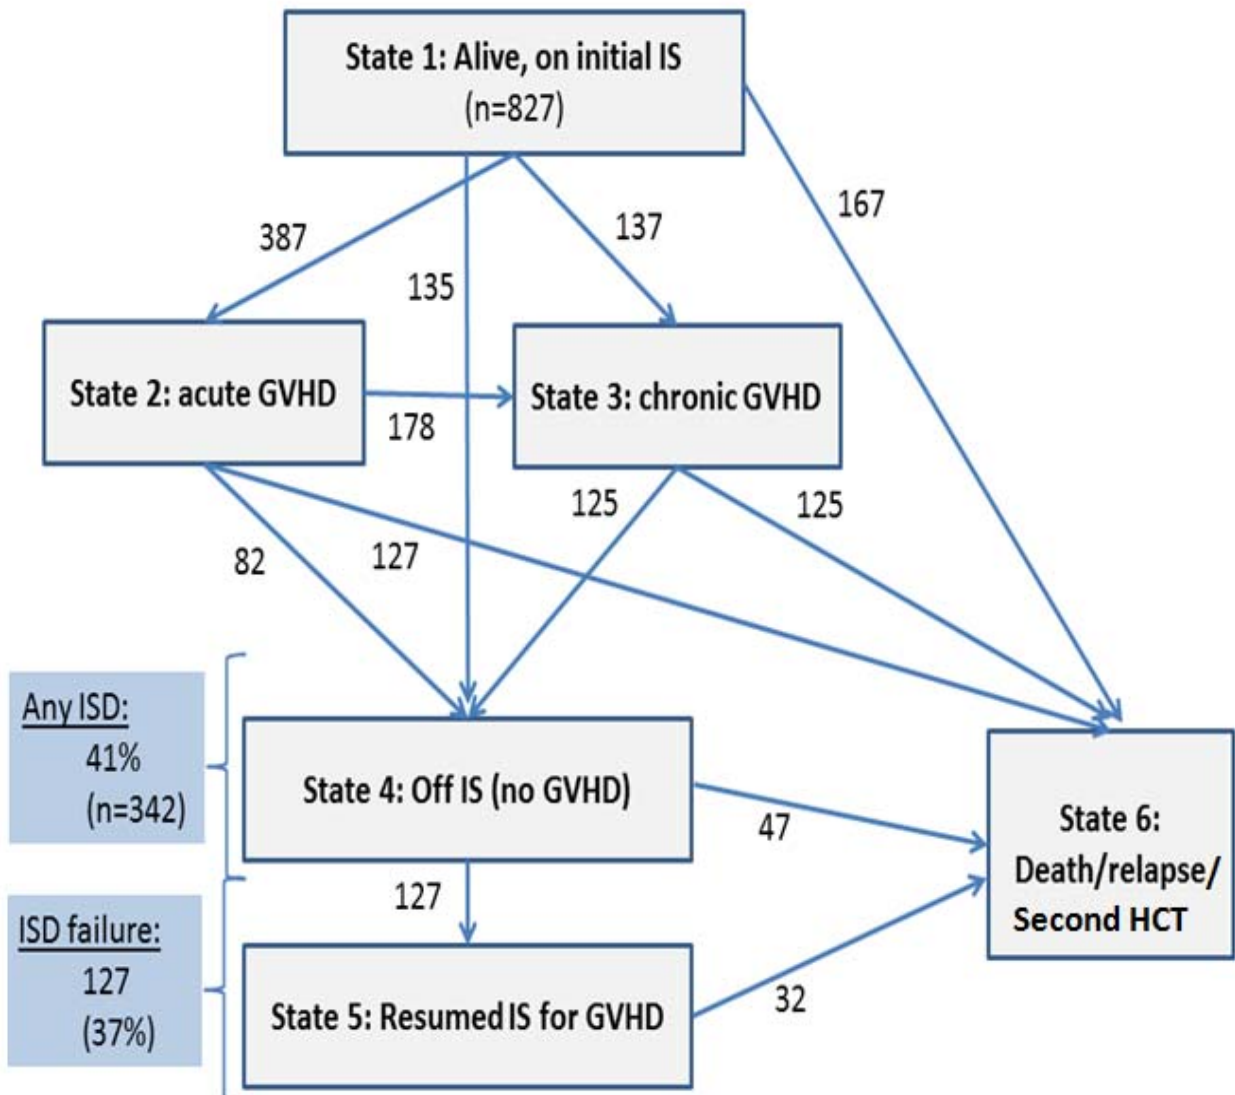 State 1: Alive, on initial IS
(n=827)
167
387
137
135
State 2: acute GVHD
178
State 3: chronic GVHD
125
125
82
127
Any ISD:
41%
(n=342)
State 4: Off IS (no GVHD)
47
State 6:
Death/relapse/
Second HCT
127
ISD failure:
127
(37%)
State 5: Resumed IS for GVHD
32